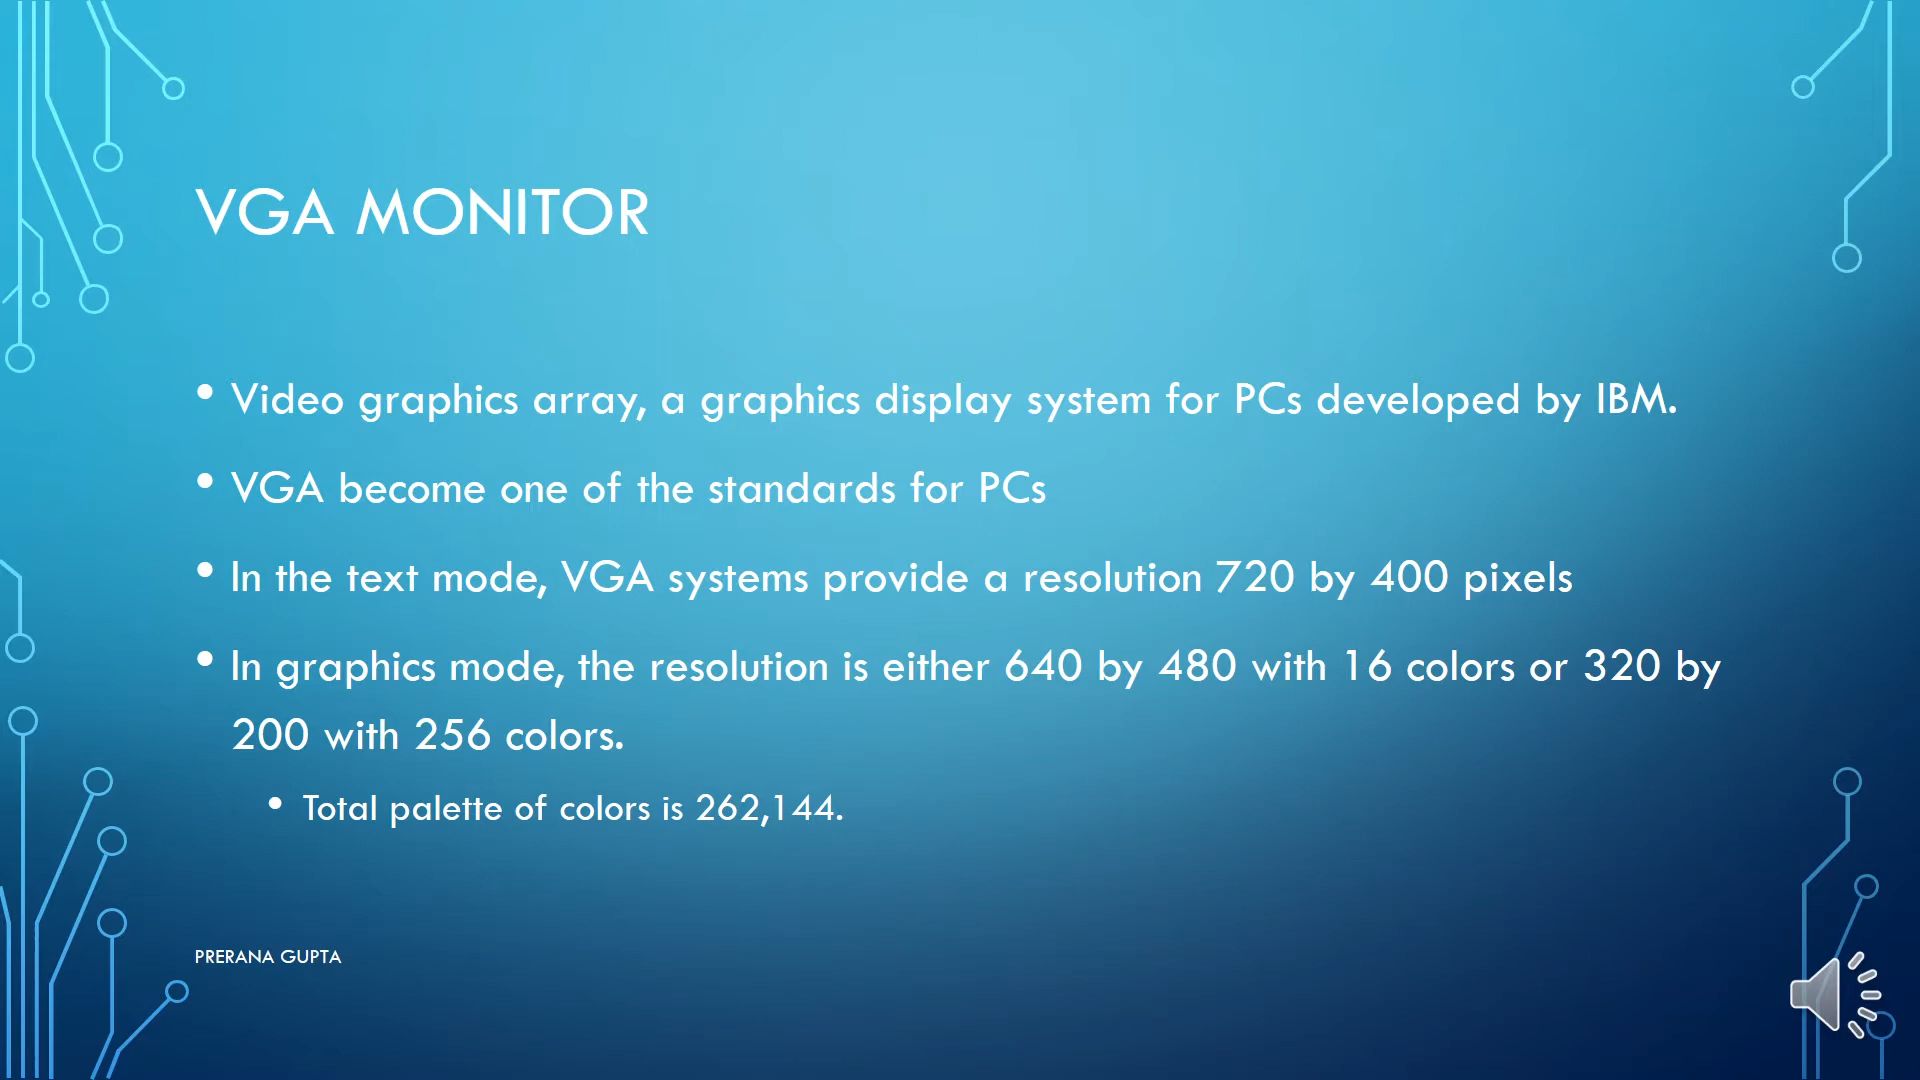 VGA MONITOR
• Video graphics array, a graphics display system for PCs developed by IBM.
• VGA become one of the standards for PCs
• In the text mode, VGA systems provide a resolution 720 by 400 pixels
• In graphics mode, the resolution is either 640 by 480 with 16 colors or 320 by
200 with 256 colors.
• Total palette of colors is 262,144.
PRERANA GUPTA